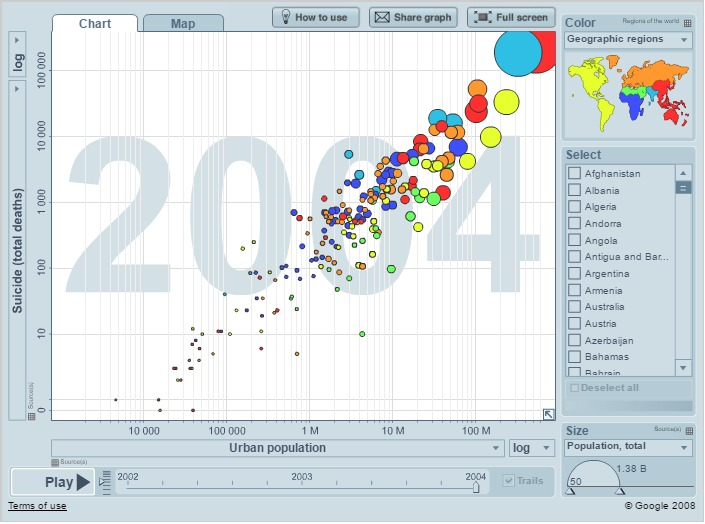 Chart
Map
How to use
Share graph
Full screen
Color
Regions of the world
Geographic regions
log
Suicide (total deaths)
100 000
10 000
1 000
100
10
0
2004
Source(s)
Select
Afghanistan
Albania
Algeria
Andorra
Angola
Antigua and Bar...
Argentina
Armenia
Australia
Austria
Azerbaijan
Bahamas
Bahrain
Deselect all
10 000
100 000
1 M
10 M
100 M
Urban population
log
Source(s)
Size
Source(s)
Population, total
50
1.38 B
Play
2002
2003
2004
Trails
Terms of use
© Google 2008